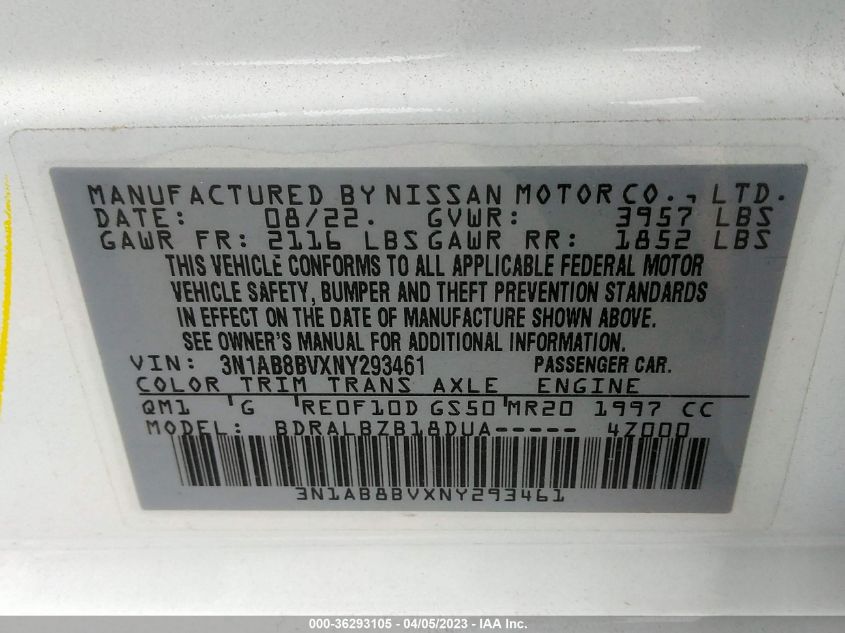 MANUFACTURED BY NISSAN MOTOR CO., LTD.
DATE: 08/22. GVWR: 3957 LBS
GAWR FR: 2116 LBS GAWR RR: 1852 LBS
THIS VEHICLE CONFORMS TO ALL APPLICABLE FEDERAL MOTOR
VEHICLE SAFETY, BUMPER AND THEFT PREVENTION STANDARDS
IN EFFECT ON THE DATE OF MANUFACTURE SHOWN ABOVE.
SEE OWNER'S MANUAL FOR ADDITIONAL INFORMATION.
VIN: 3N1AB8BVXNY293461 PASSENGER CAR.
COLOR TRIM TRANS AXLE ENGINE
QM1 G RE0F10D GS50 MR20 1997 CC
MODEL: BDRALBZB18DUA----- 4Z000
3N1AB8BVXNY293461
000-36293105 - 04/05/2023 - IAA Inc.